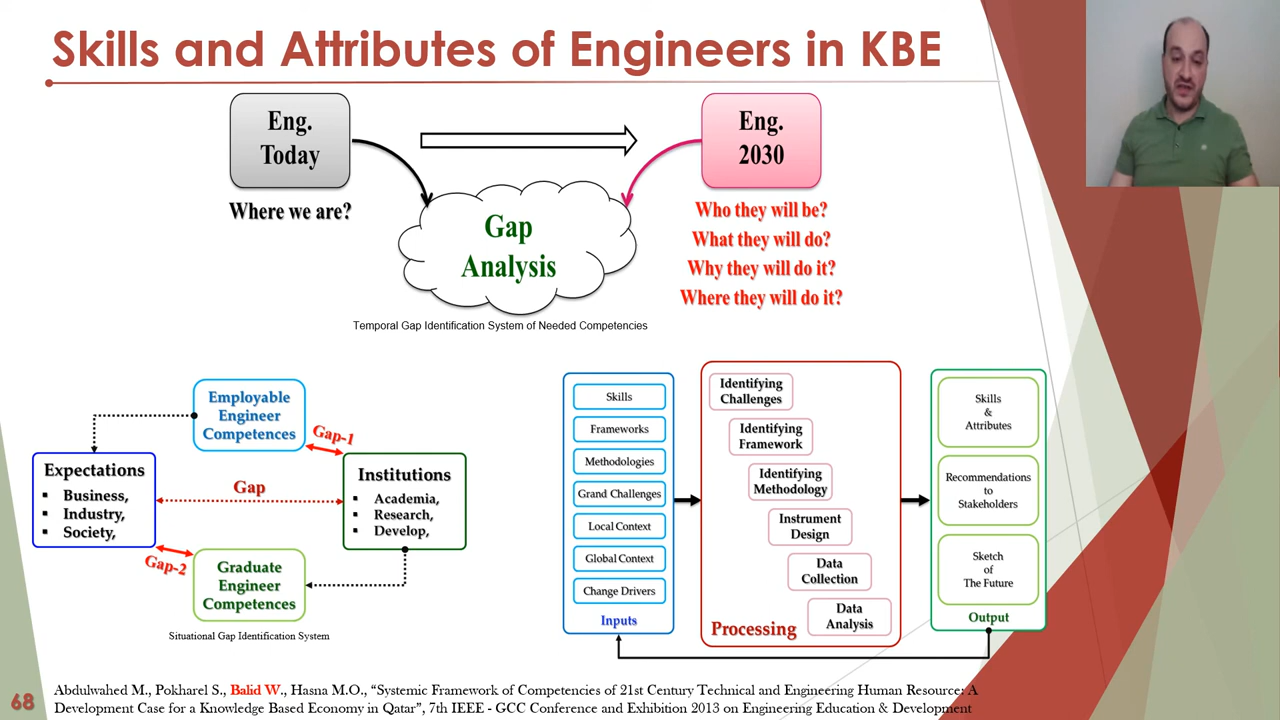 Skills and Attributes of Engineers in KBE
Eng.
Today
Where we are?
Eng.
2030
Who they will be?
What they will do?
Why they will do it?
Where they will do it?
Gap
Analysis
Temporal Gap Identification System of Needed Competencies
Employable
Engineer
Competences
Gap-1
Expectations
▪ Business,
▪ Industry,
▪ Society,
Gap
Institutions
▪ Academia,
▪ Research,
▪ Develop,
Gap-2
Graduate
Engineer
Competences
Situational Gap Identification System
Skills
Frameworks
Methodologies
Grand Challenges
Local Context
Global Context
Change Drivers
Inputs
Identifying
Challenges
Identifying
Framework
Identifying
Methodology
Instrument
Design
Data
Collection
Data
Analysis
Processing
Skills
&
Attributes
Recommendations
to
Stakeholders
Sketch
of
The Future
Output
68
Abdulwahed M., Pokharel S., Balid W., Hasna M.O., “Systemic Framework of Competencies of 21st Century Technical and Engineering Human Resource: A
Development Case for a Knowledge Based Economy in Qatar”, 7th IEEE - GCC Conference and Exhibition 2013 on Engineering Education & Development